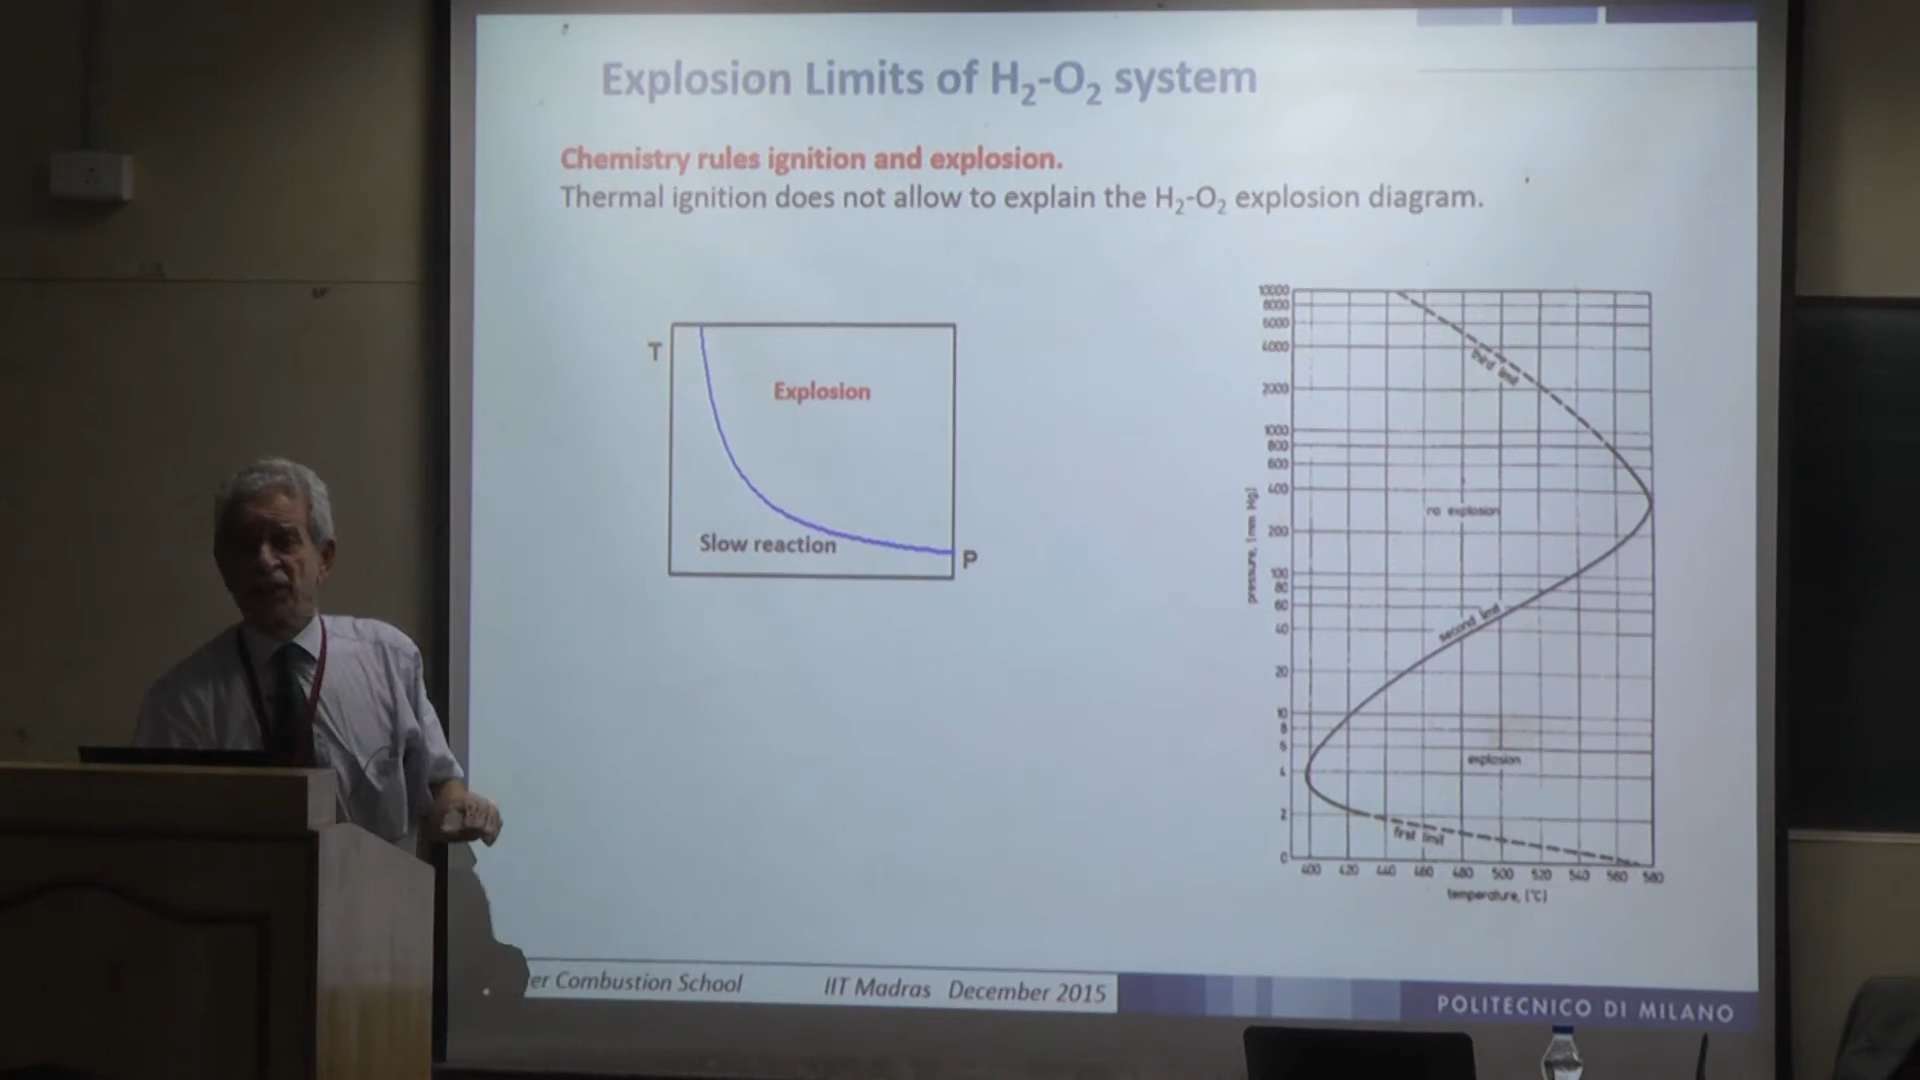 Explosion Limits of H2-O2 system
Chemistry rules ignition and explosion.
Thermal ignition does not allow to explain the H2-O2 explosion diagram.
T
Explosion
Slow reaction
P
10000
8000
6000
4000
2000
1000
800
600
400
200
100
80
60
40
20
10
8
6
4
2
0
pressure, [mm Hg]
third limit
no explosion
second limit
explosion
first limit
400 420 440 460 480 500 520 540 560 580
temperature, [°C]
er Combustion School IIT Madras December 2015
POLITECNICO DI MILANO